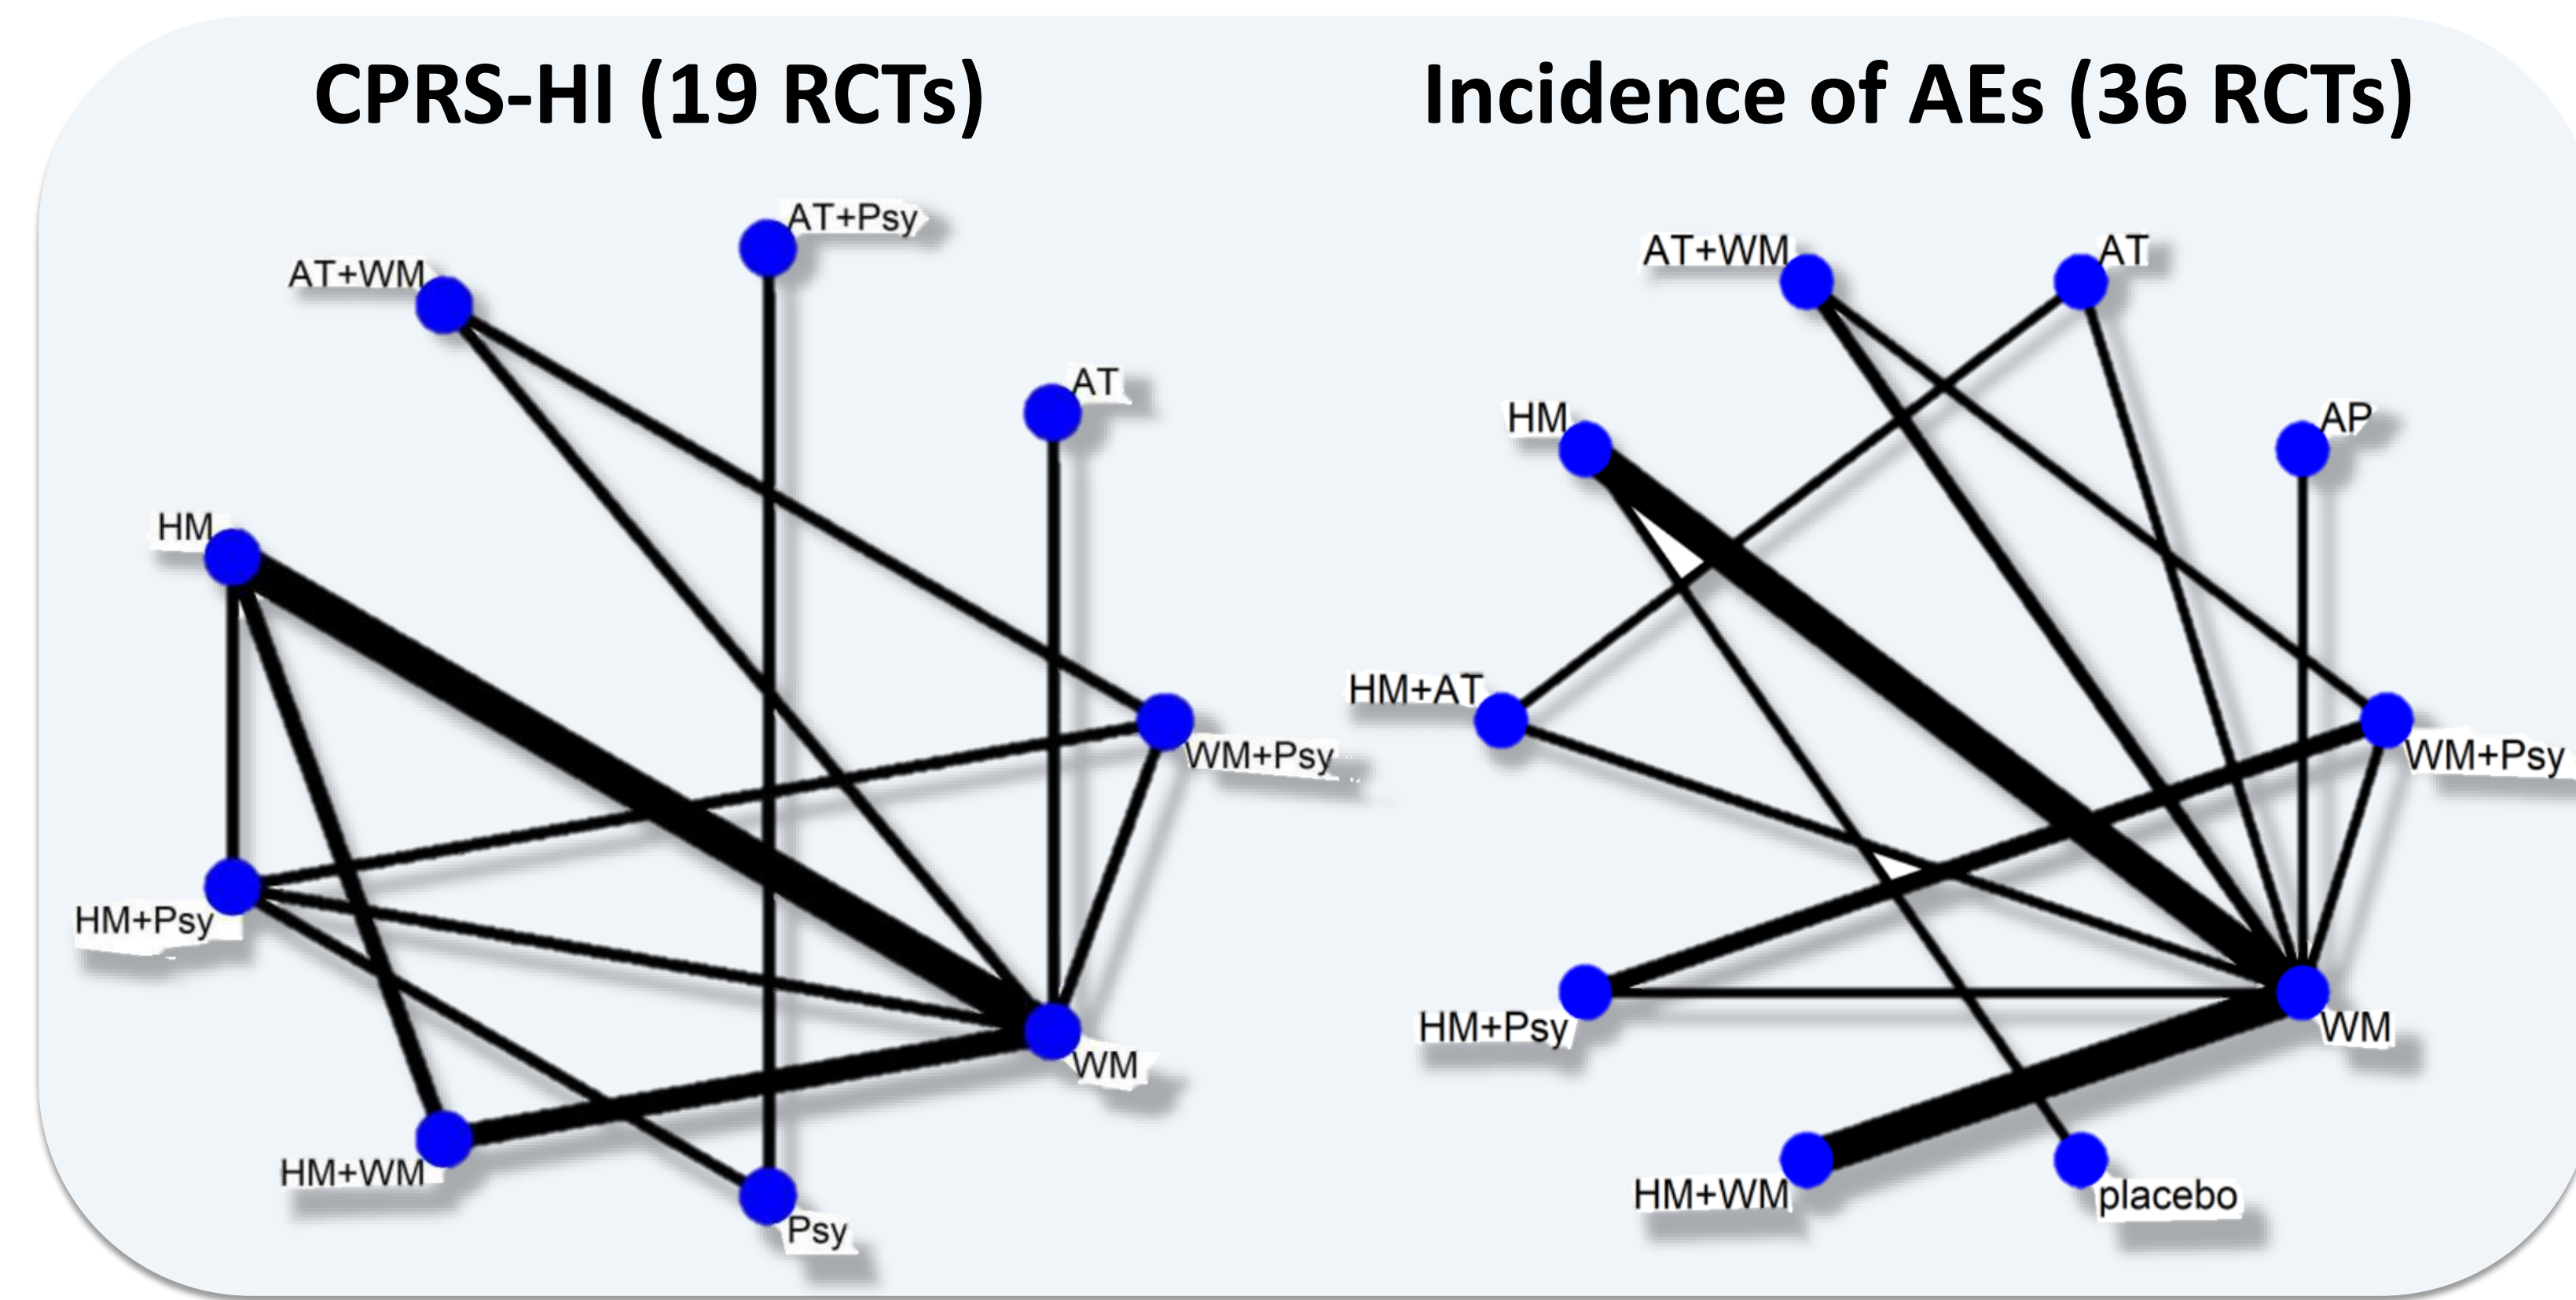 CPRS-HI (19 RCTs)
AT+Psy
AT+WM
AT
HM
WM+Psy
HM+Psy
WM
HM+WM
Psy
Incidence of AEs (36 RCTs)
AT+WM
AT
HM
AP
HM+AT
WM+Psy
HM+Psy
WM
HM+WM
placebo